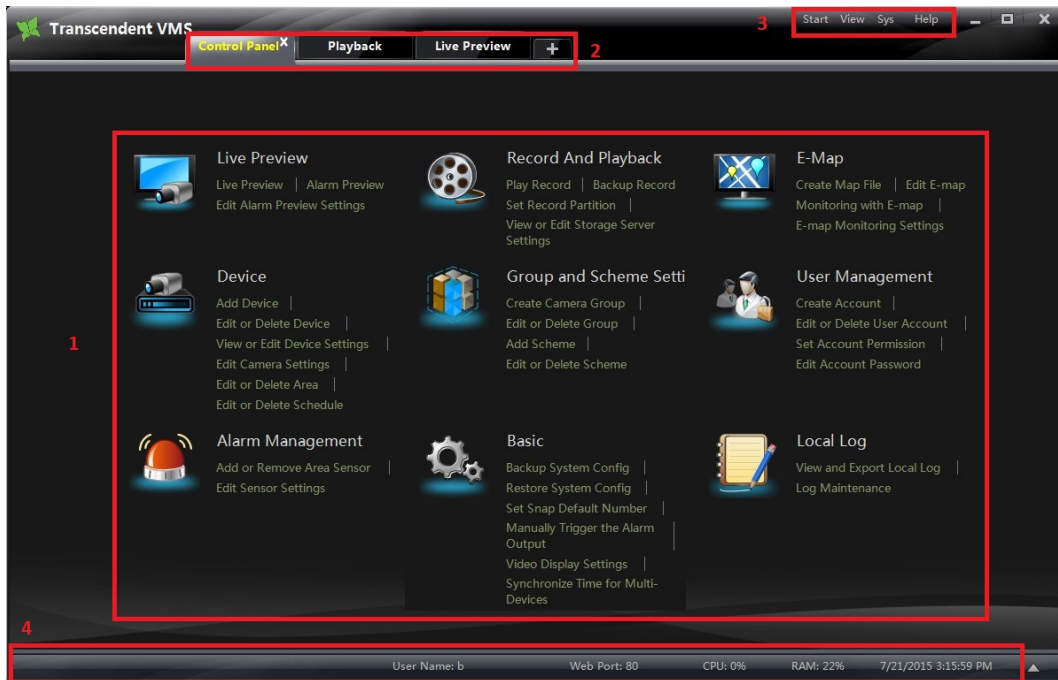 Transcendent VMS
Start View Sys Help
3
Control Panel X Playback Live Preview +
2
1
Live Preview
Live Preview | Alarm Preview
Edit Alarm Preview Settings
Record And Playback
Play Record | Backup Record
Set Record Partition |
View or Edit Storage Server
Settings
E-Map
Create Map File | Edit E-map
Monitoring with E-map |
E-map Monitoring Settings
Device
Add Device |
Edit or Delete Device |
View or Edit Device Settings |
Edit Camera Settings |
Edit or Delete Area |
Edit or Delete Schedule
Group and Scheme Setti
Create Camera Group |
Edit or Delete Group |
Add Scheme |
Edit or Delete Scheme
User Management
Create Account |
Edit or Delete User Account |
Set Account Permission |
Edit Account Password
Alarm Management
Add or Remove Area Sensor |
Edit Sensor Settings
Basic
Backup System Config |
Restore System Config |
Set Snap Default Number |
Manually Trigger the Alarm
Output |
Video Display Settings |
Synchronize Time for Multi-
Devices
Local Log
View and Export Local Log |
Log Maintenance
4
User Name: b Web Port: 80 CPU: 0% RAM: 22% 7/21/2015 3:15:59 PM